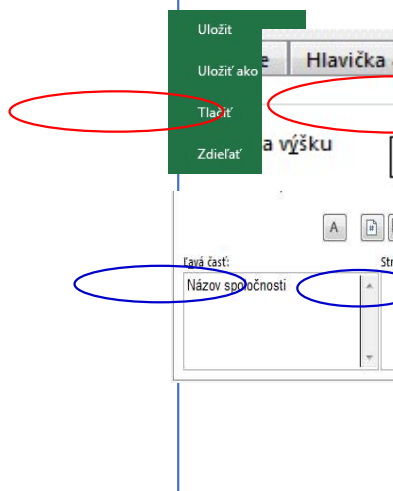 Uložiť
Uložiť ako
Tlačiť
Zdieľať
Hlavička
a výšku
A
Ľavá časť:
Názov spoločnosti